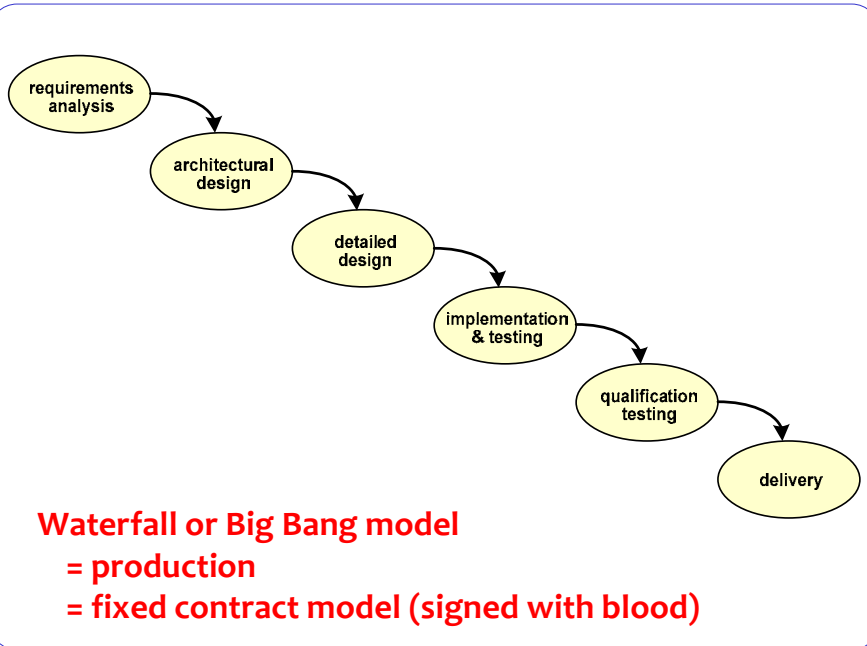 requirements
analysis
architectural
design
detailed
design
implementation
& testing
qualification
testing
delivery
Waterfall or Big Bang model
= production
= fixed contract model (signed with blood)